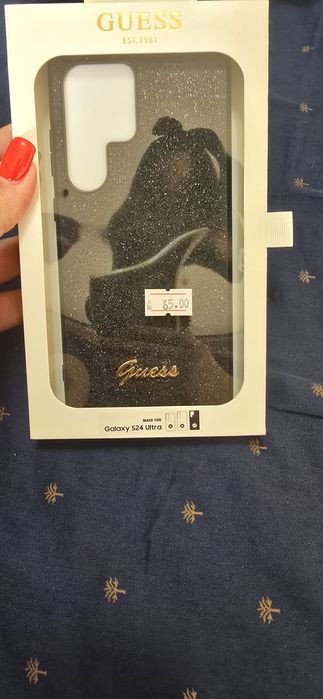 GUESS
EST. 1981
65.00
Guess
MADE FOR
Galaxy S24 Ultra